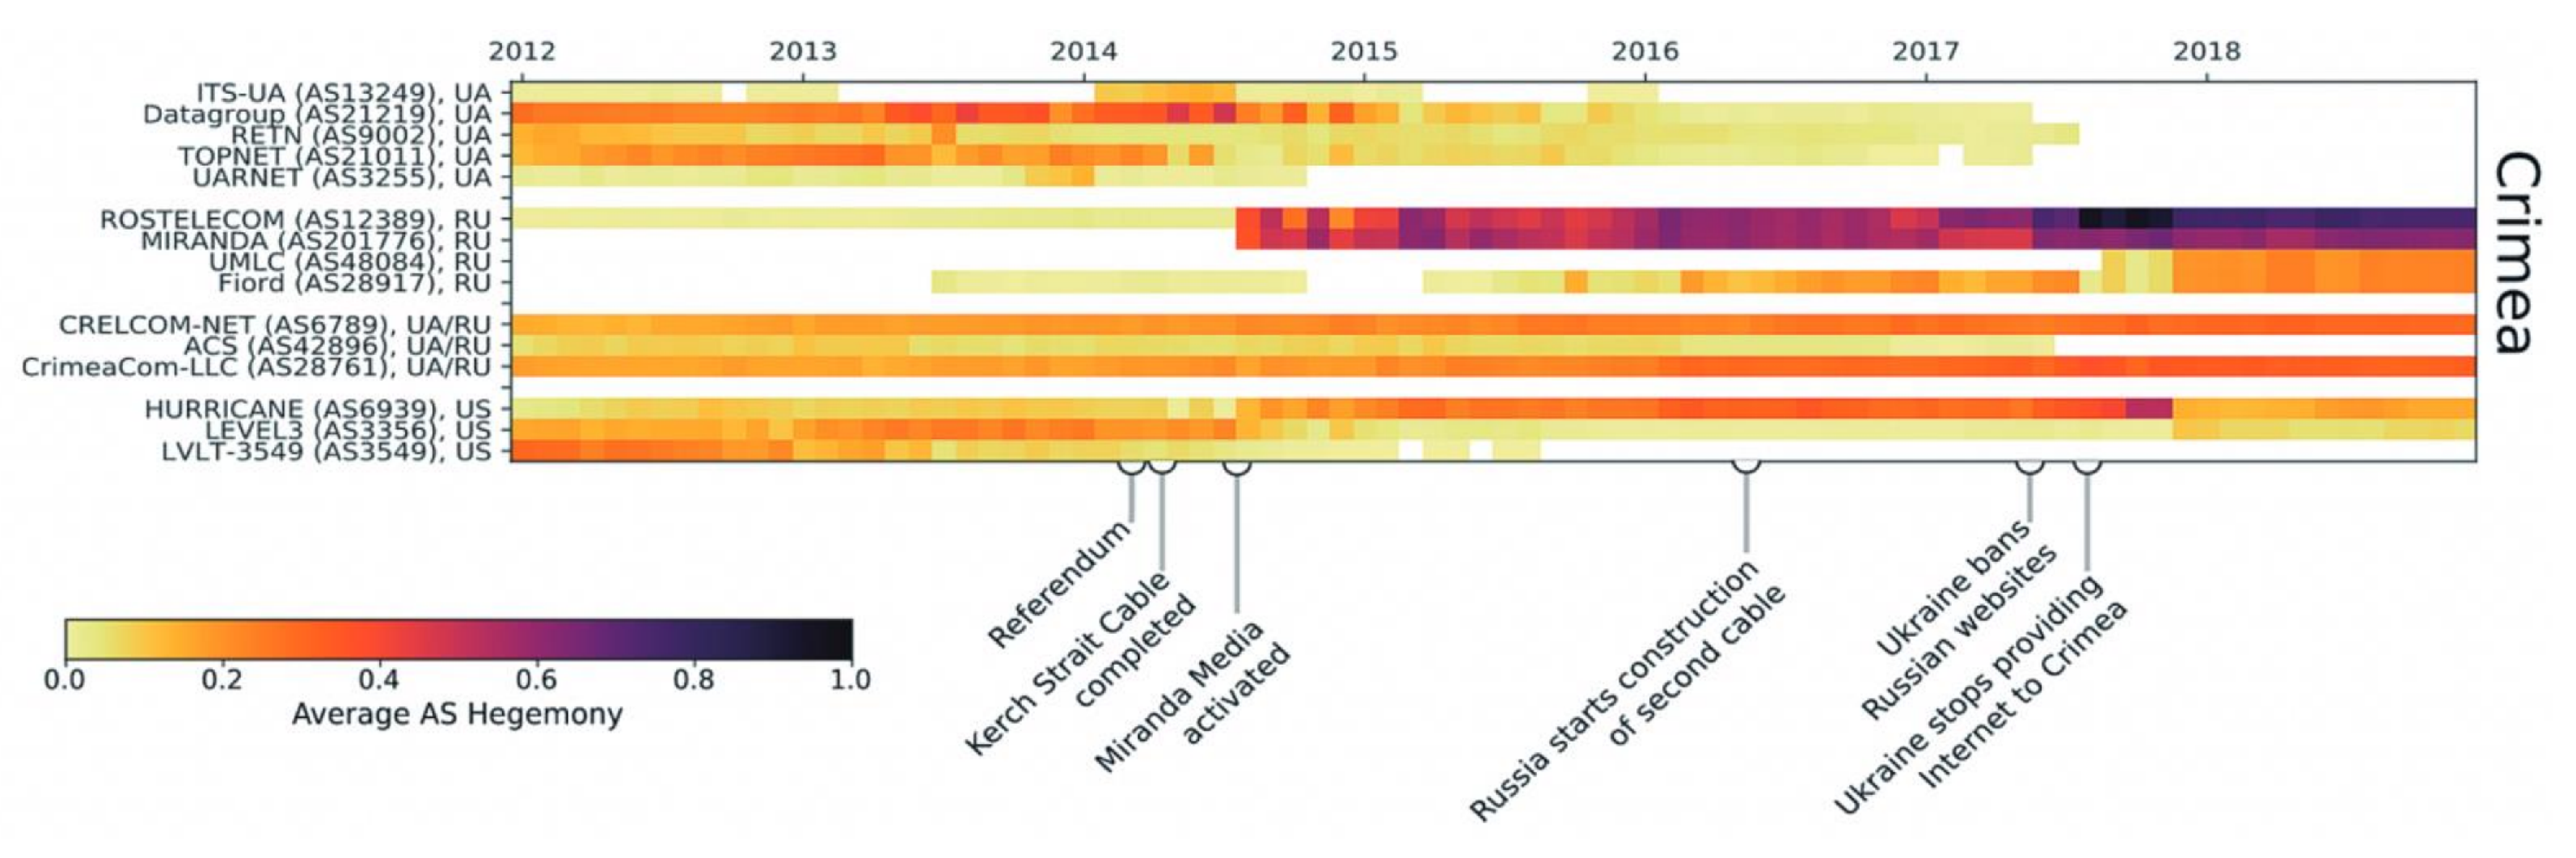 2012 2013 2014 2015 2016 2017 2018
ITS-UA (AS13249), UA
Datagroup (AS21219), UA
RETN (AS9002), UA
TOPNET (AS21011), UA
UARNET (AS3255), UA
ROSTELECOM (AS12389), RU
MIRANDA (AS201776), RU
UMLC (AS48084), RU
Fiord (AS28917), RU
CRELCOM-NET (AS6789), UA/RU
ACS (AS42896), UA/RU
CrimeaCom-LLC (AS28761), UA/RU
HURRICANE (AS6939), US
LEVEL3 (AS3356), US
LVLT-3549 (AS3549), US
Crimea
Referendum
Kerch Strait Cable
completed
Miranda Media
activated
Russia starts construction
of second cable
Ukraine bans
Russian websites
Ukraine stops providing
Internet to Crimea
0.0 0.2 0.4 0.6 0.8 1.0
Average AS Hegemony